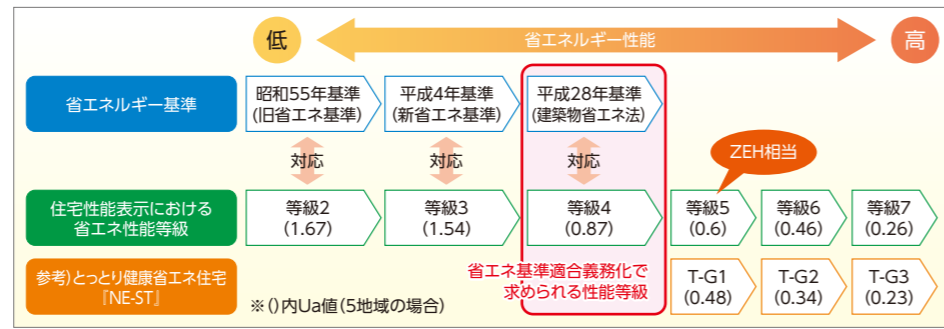 低
省エネルギー性能
高
省エネルギー基準
昭和55年基準
(旧省エネ基準)
平成4年基準
(新省エネ基準)
平成28年基準
(建築物省エネ法)
対応
対応
対応
ZEH相当
住宅性能表示における
省エネ性能等級
等級2
(1.67)
等級3
(1.54)
等級4
(0.87)
等級5
(0.6)
等級6
(0.46)
等級7
(0.26)
参考)とっとり健康省エネ住宅
『NE-ST』
※()内Ua値(5地域の場合)
省エネ基準適合義務化で
求められる性能等級
T-G1
(0.48)
T-G2
(0.34)
T-G3
(0.23)